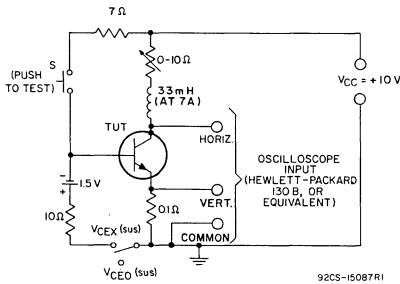 7Ω
S
(PUSH
TO TEST)
0-10Ω
33mH
(AT 7A)
TUT
HORIZ.
VCC = +10 V
OSCILLOSCOPE
INPUT
(HEWLETT-PACKARD
130 B, OR
EQUIVALENT)
-
1.5 V
+
VERT.
10Ω
0.1Ω
VCEX (sus)
COMMON
VCEO (sus)
92CS-15087R1